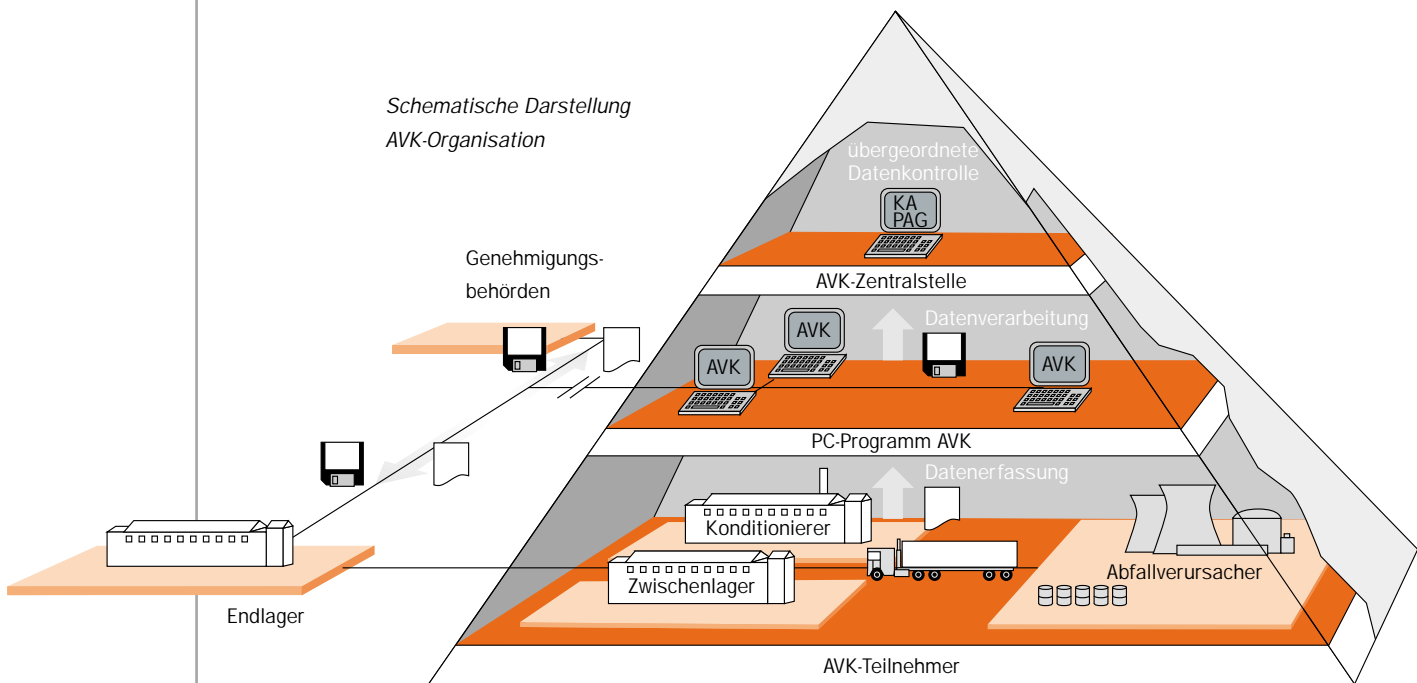 Schematische Darstellung
AVK-Organisation
übergeordnete
Datenkontrolle
KA
PAG
AVK-Zentralstelle
Genehmigungs-
behörden
Datenverarbeitung
AVK
AVK
AVK
PC-Programm AVK
Datenerfassung
Konditionierer
Zwischenlager
Abfallverursacher
Endlager
AVK-Teilnehmer